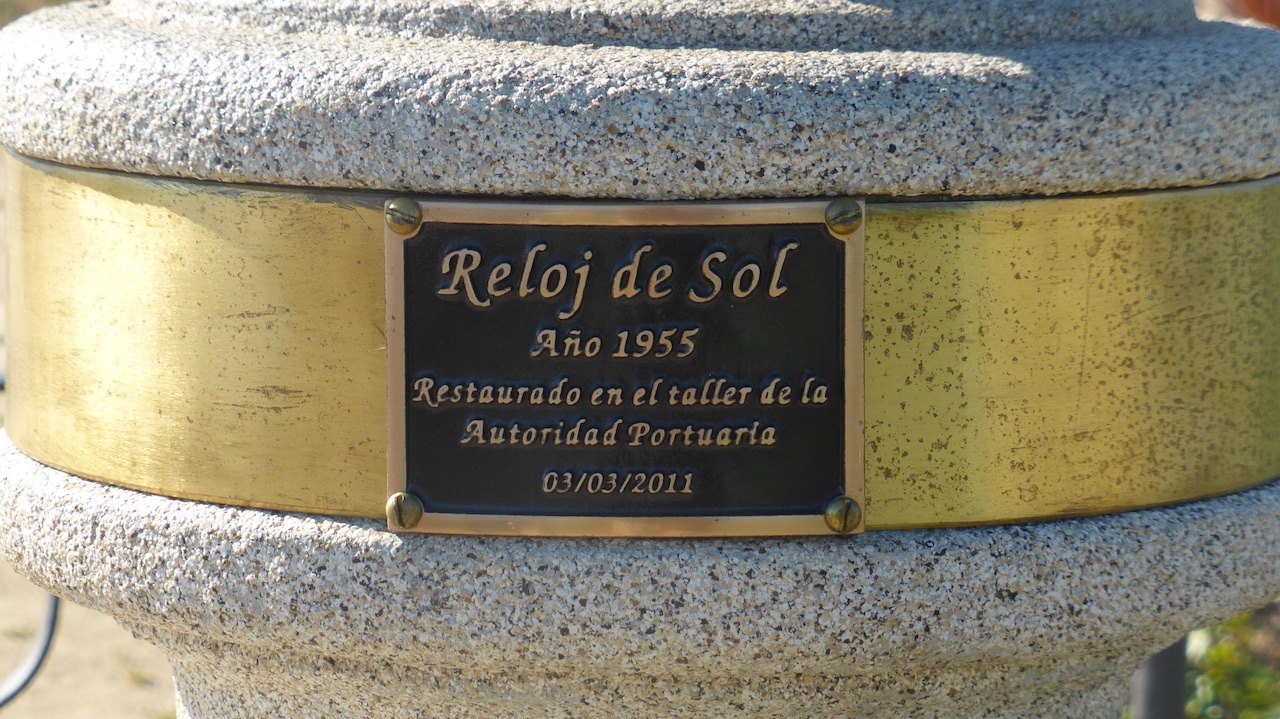 Reloj de Sol
Año 1955
Restaurado en el taller de la
Autoridad Portuaria
03/03/2011